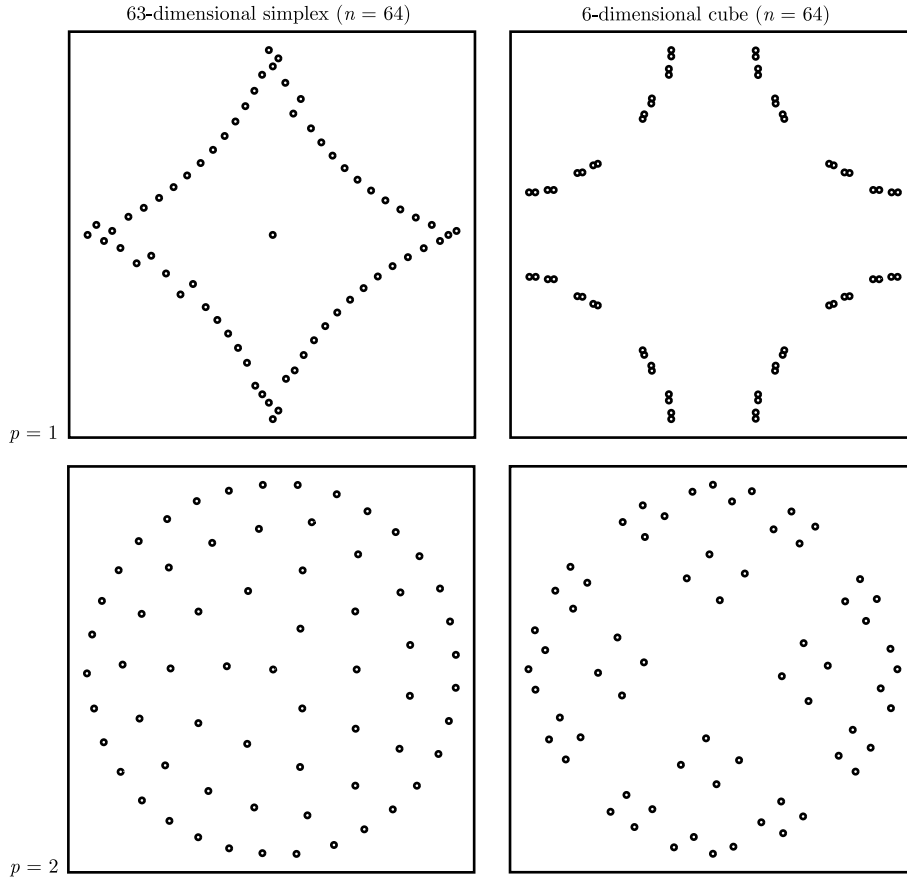 63-dimensional simplex (n = 64)
6-dimensional cube (n = 64)
p = 1
p = 2